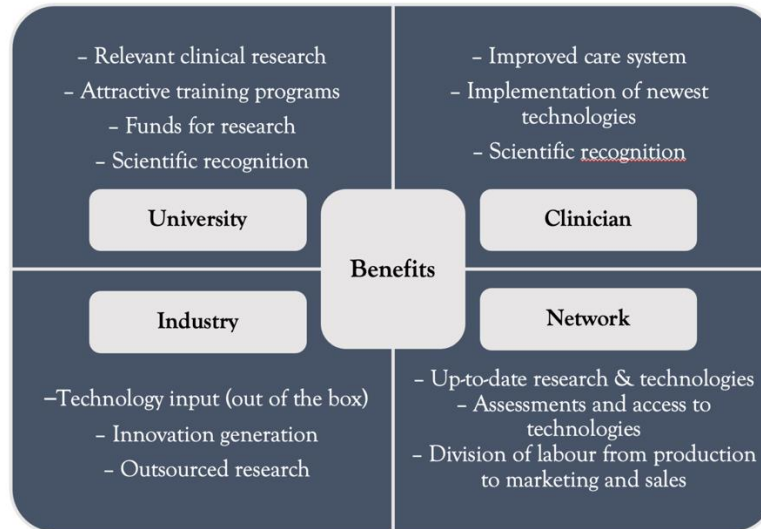 – Relevant clinical research
– Attractive training programs
– Funds for research
– Scientific recognition
University
– Improved care system
– Implementation of newest
technologies
– Scientific recognition
Clinician
Benefits
Industry
–Technology input (out of the box)
– Innovation generation
– Outsourced research
Network
– Up-to-date research & technologies
– Assessments and access to
technologies
– Division of labour from production
to marketing and sales